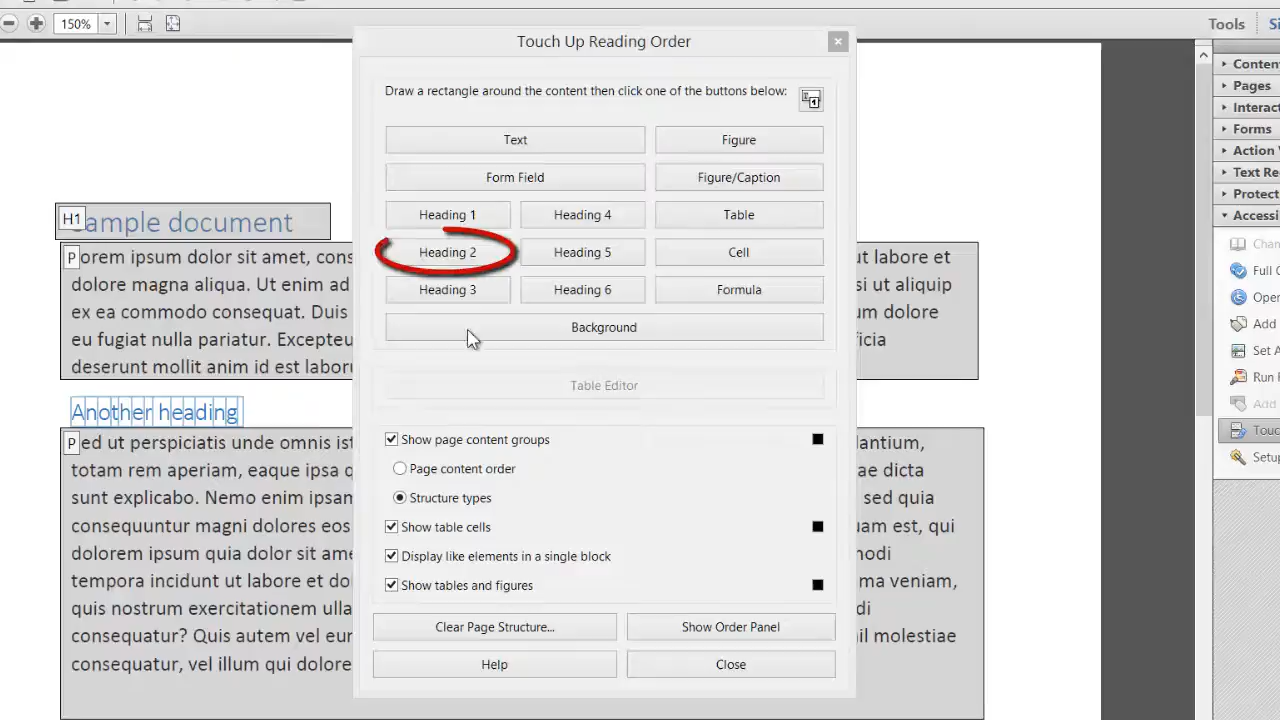 150%
Tools
Touch Up Reading Order
Draw a rectangle around the content then click one of the buttons below:
Text
Figure
Form Field
Figure/Caption
Heading 1
Heading 4
Table
Heading 2
Heading 5
Cell
Heading 3
Heading 6
Formula
Background
Table Editor
Show page content groups
Page content order
Structure types
Show table cells
Display like elements in a single block
Show tables and figures
Clear Page Structure...
Show Order Panel
Help
Close
H1 ample document
P orem ipsum dolor sit amet, cons ut labore et
dolore magna aliqua. Ut enim ad si ut aliquip
ex ea commodo consequat. Duis um dolore
eu fugiat nulla pariatur. Excepteu ficia
deserunt mollit anim id est laboru
Another heading
P ed ut perspiciatis unde omnis ist lantium,
totam rem aperiam, eaque ipsa q ae dicta
sunt explicabo. Nemo enim ipsam sed quia
consequuntur magni dolores eos uam est, qui
dolorem ipsum quia dolor sit ame modi
tempora incidunt ut labore et do ma veniam,
quis nostrum exercitationem ulla di
consequatur? Quis autem vel eur nil molestiae
consequatur, vel illum qui dolore
Conten
Pages
Interac
Forms
Action
Text Re
Protect
Accessi
Chan
Full C
Open
Add
Set A
Run F
Add
Touc
Setup